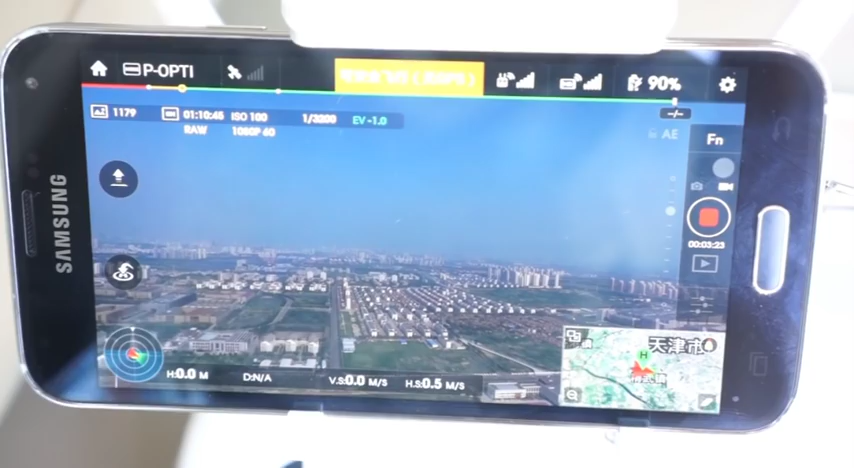 SAMSUNG
P-OPTI
90%
1179
01:10:45 ISO 100 1/3200 EV -1.0
RAW 1080P 60
AE
Fn
00:03:23
天津市
H
H:0.0 M D:N/A V.S:0.0 M/S H.S:0.5 M/S